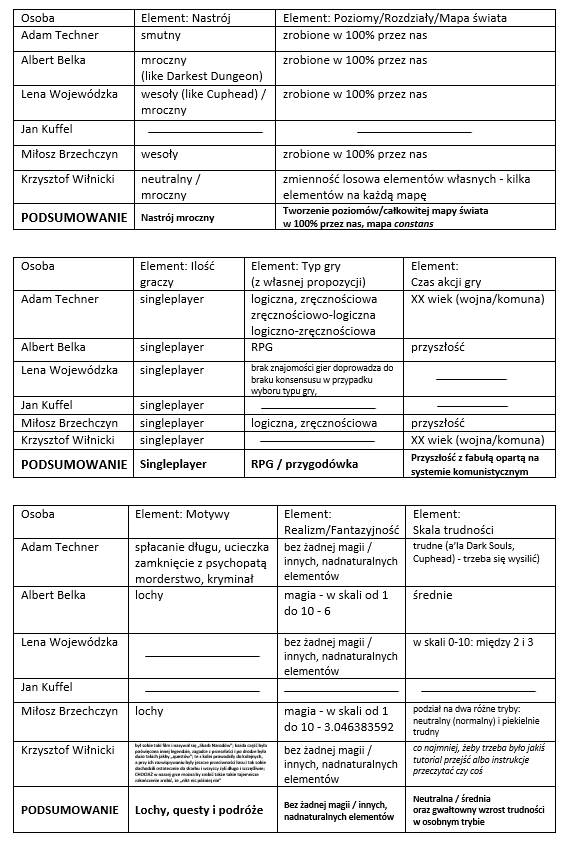 Osoba Element: Nastrój Element: Poziomy/Rozdziały/Mapa świata
Adam Techner smutny zrobione w 100% przez nas
Albert Belka mroczny zrobione w 100% przez nas
(like Darkest Dungeon)
Lena Wojewódzka wesoły (like Cuphead) / zrobione w 100% przez nas
mroczny
Jan Kuffel
Miłosz Brzechczyn wesoły zrobione w 100% przez nas
Krzysztof Wiłnicki neutralny / zmienność losowa elementów własnych - kilka
mroczny elementów na każdą mapę
PODSUMOWANIE Nastrój mroczny Tworzenie poziomów/całkowitej mapy świata
w 100% przez nas, mapa constans
Osoba Element: Ilość Element: Typ gry Element:
graczy (z własnej propozycji) Czas akcji gry
Adam Techner singleplayer logiczna, zręcznościowa XX wiek (wojna/komuna)
zręcznościowo-logiczna
logiczno-zręcznościowa
Albert Belka singleplayer RPG przyszłość
Lena Wojewódzka singleplayer brak znajomości gier doprowadza do
braku konsensusu w przypadku
wyboru typu gry,
Jan Kuffel singleplayer
Miłosz Brzechczyn singleplayer logiczna, zręcznościowa przyszłość
Krzysztof Wiłnicki singleplayer XX wiek (wojna/komuna)
PODSUMOWANIE Singleplayer RPG / przygodówka Przyszłość z fabułą opartą na
systemie komunistycznym
Osoba Element: Motywy Element: Element:
Realizm/Fantazyjność Skala trudności
Adam Techner spłacanie długu, ucieczka bez żadnej magii / trudne (a'la Dark Souls,
zamknięcie z psychopatą innych, nadnaturalnych Cuphead) - trzeba się wysilić)
morderstwo, kryminał elementów
Albert Belka lochy magia - w skali od 1 średnie
do 10 - 6
Lena Wojewódzka bez żadnej magii / w skali 0-10: między 2 i 3
innych, nadnaturalnych
elementów
Jan Kuffel
Miłosz Brzechczyn lochy magia - w skali od 1 podział na dwa różne tryby:
do 10 - 3.046383592 neutralny (normalny) i piekielnie
trudny
Krzysztof Wiłnicki bez żadnej magii / co najmniej, żeby trzeba było jakiś
innych, nadnaturalnych tutorial przejść albo instrukcje
elementów przeczytać czy coś
PODSUMOWANIE Lochy, questy i podróże Bez żadnej magii / innych, Neutralna / średnia
nadnaturalnych elementów oraz gwałtowny wzrost trudności
w osobnym trybie